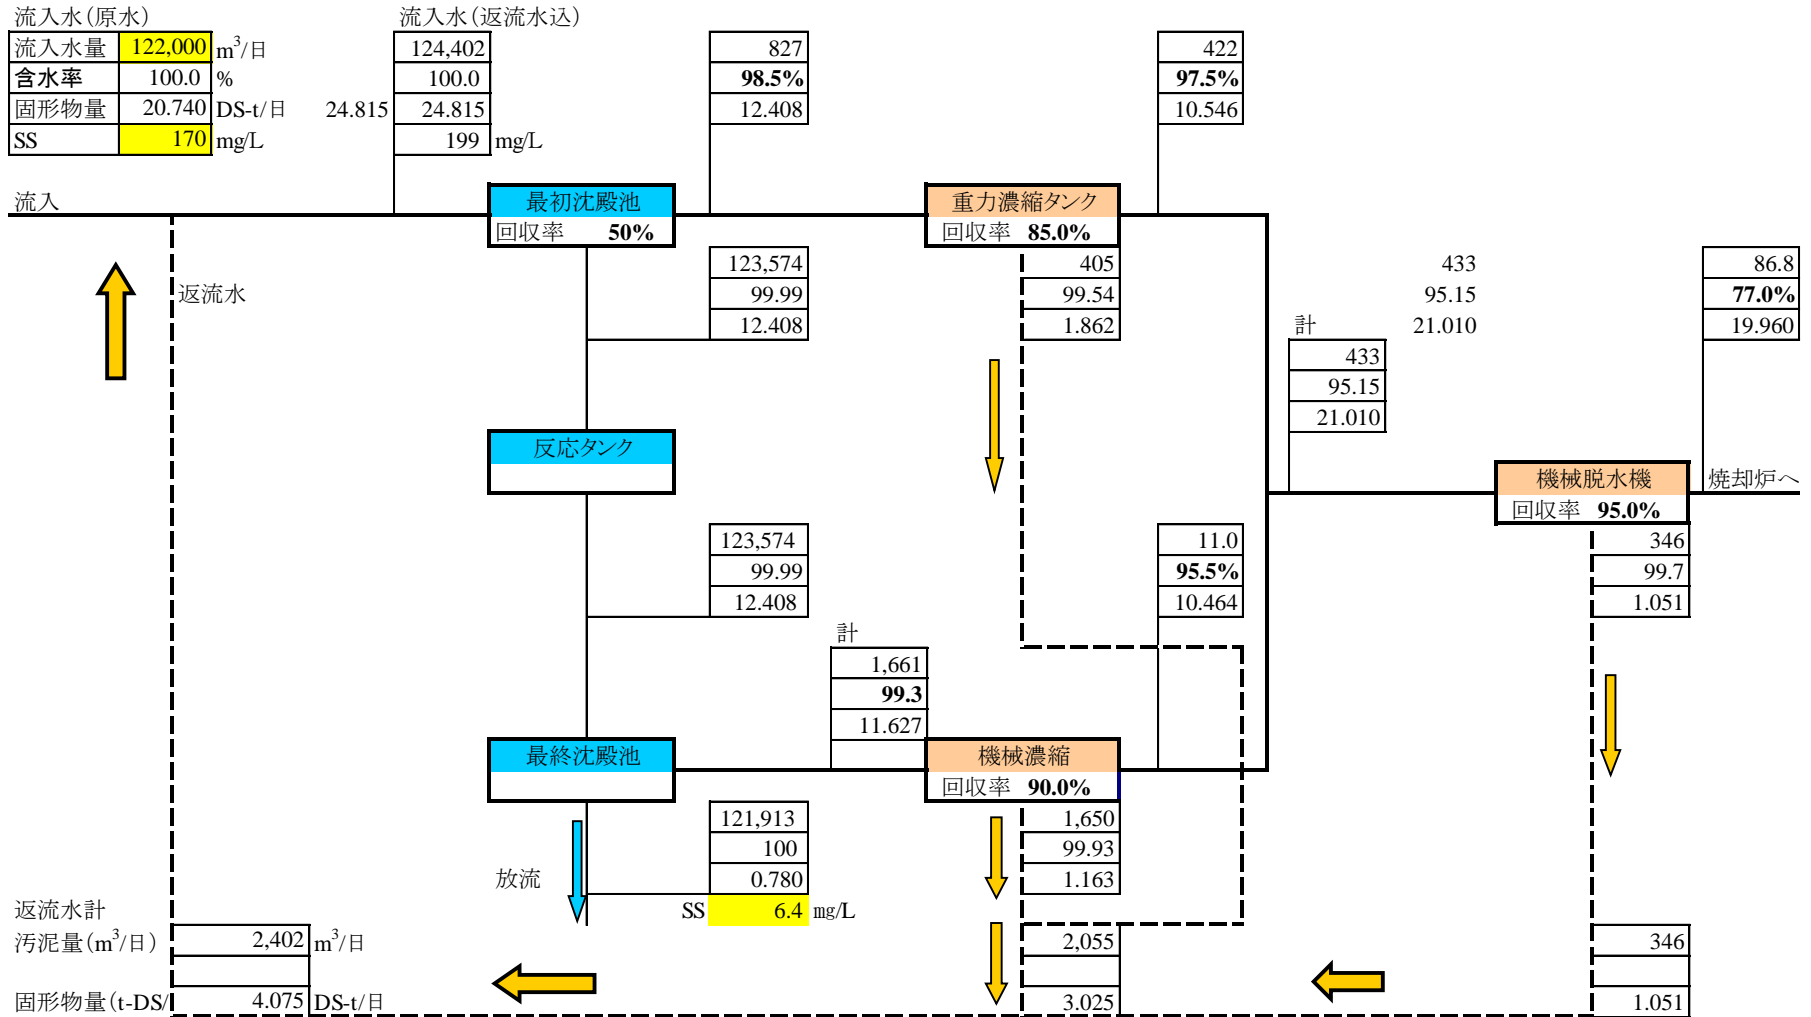 流入水（原水） 流入水（返流水込）
流入水量 122,000 m³/日 124,402 827 422
含水率 100.0 % 100.0 98.5% 97.5%
固形物量 20.740 DS-t/日 24.815 24.815 12.408 10.546
SS 170 mg/L 199 mg/L
流入 最初沈殿池 重力濃縮タンク
回収率 50% 回収率 85.0%
123,574 405 433 86.8
返流水 99.99 99.54 95.15 77.0%
12.408 1.862 計 21.010 19.960
433
95.15
21.010
反応タンク
機械脱水機 焼却炉へ
回収率 95.0%
123,574 11.0 346
99.99 95.5% 99.7
12.408 10.464 1.051
計
1,661
99.3
11.627
最終沈殿池 機械濃縮
回収率 90.0%
121,913 1,650
100 99.93
放流 0.780 1.163
返流水計 SS 6.4 mg/L
汚泥量（m³/日） 2,402 m³/日 2,055 346
固形物量（t-DS/ 4.075 DS-t/日 3.025 1.051